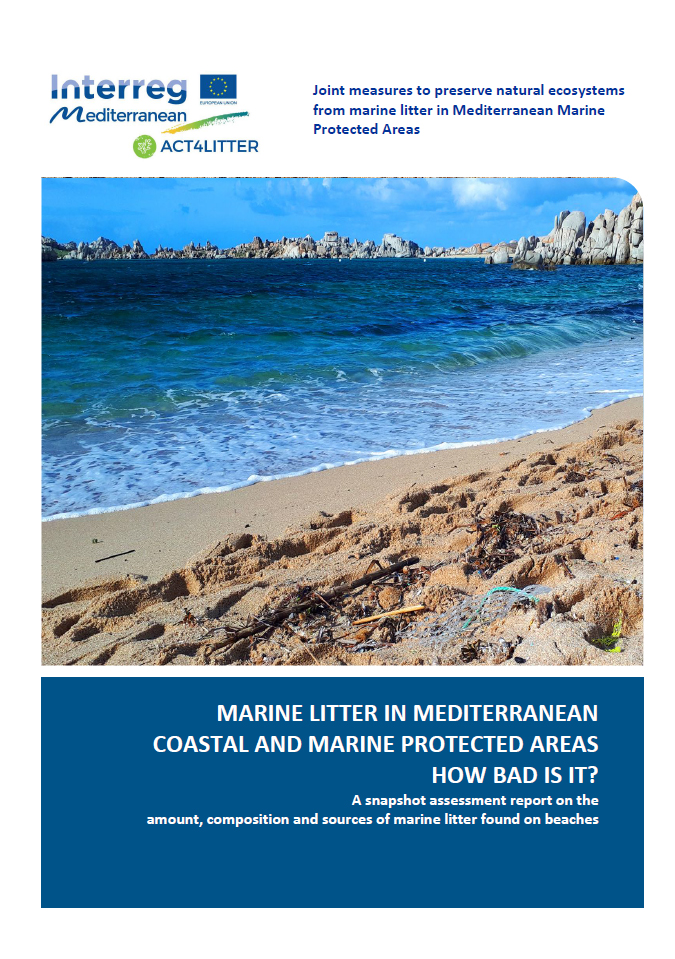 Interreg
EUROPEAN UNION
Mediterranean
ACT4LITTER
Joint measures to preserve natural ecosystems
from marine litter in Mediterranean Marine
Protected Areas
MARINE LITTER IN MEDITERRANEAN
COASTAL AND MARINE PROTECTED AREAS
HOW BAD IS IT?
A snapshot assessment report on the
amount, composition and sources of marine litter found on beaches